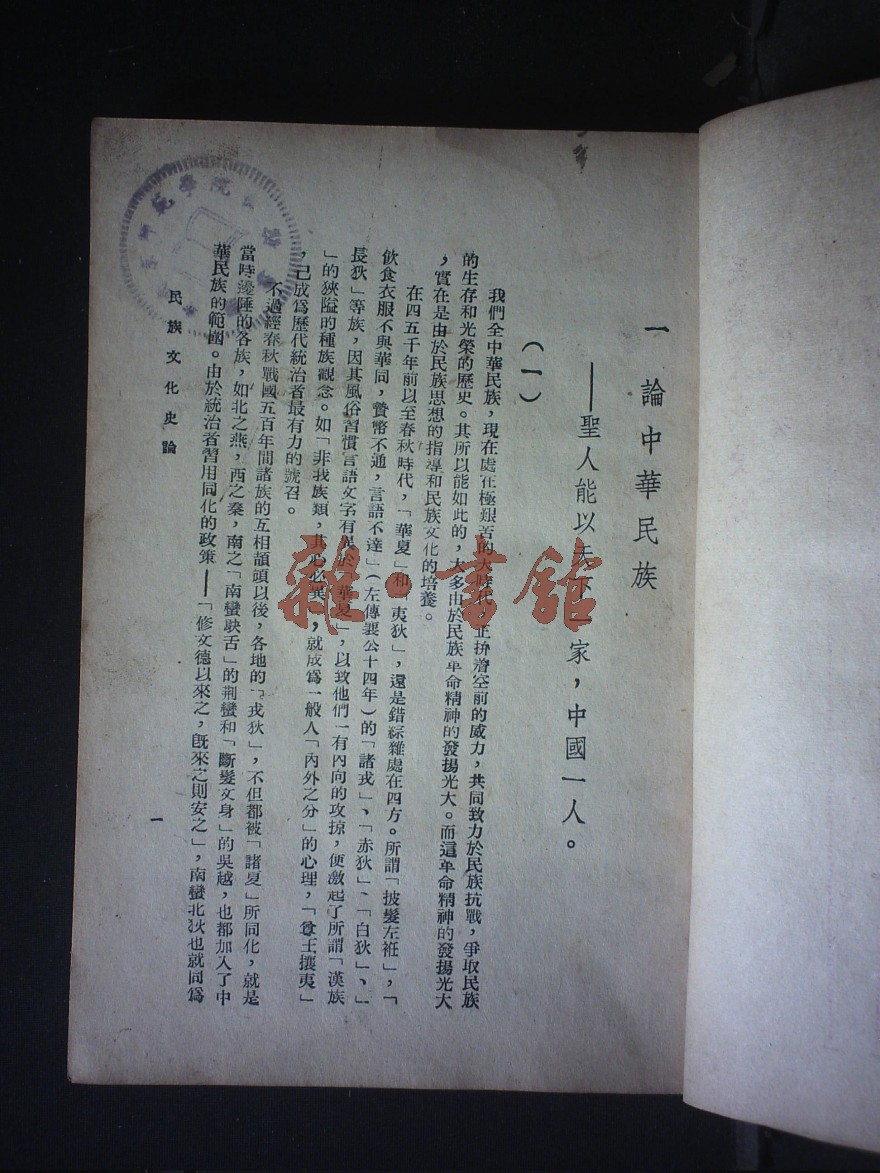 一 論中華民族
——聖人能以天下一家，中國一人。
（一）
我們全中華民族，現在處在極艱苦的大時代，正拚着空前的威力，共同致力於民族抗戰，爭取民族
的生存和光榮的歷史。其所以能如此的，大多由於民族革命精神的發揚光大。而這革命精神的發揚光大
，實在是由於民族思想的指導和民族文化的培養。
在四五千年前以至春秋時代，「華夏」和「夷狄」，還是錯綜雜處在四方。所謂「披髮左衽」，「
飲食衣服不與華同，贄幣不通，言語不達」（左傳襄公十四年）的「諸戎」、「赤狄」、「白狄」、「
長狄」等族，因其風俗習慣言語文字有異於「華夏」，以致他們一有內向的攻掠，便激起了所謂「漢族
」的狹隘的種族觀念。如「非我族類，其心必異」，就成爲一般人「內外之分」的心理，「尊王攘夷」
，已成爲歷代統治者最有力的號召。
不過經春秋戰國五百年間諸族的互相頡頏以後，各地的「戎狄」，不但都被「諸夏」所同化，就是
當時邊陲的各族，如北之燕，西之秦，南之「南蠻鴃舌」的荆蠻和「斷髮文身」的吳越，也都加入了中
華民族的範圍。由於統治者習用同化的政策——「修文德以來之，既來之則安之」，南蠻北狄也就同爲
民族文化史論
一
雜·書館